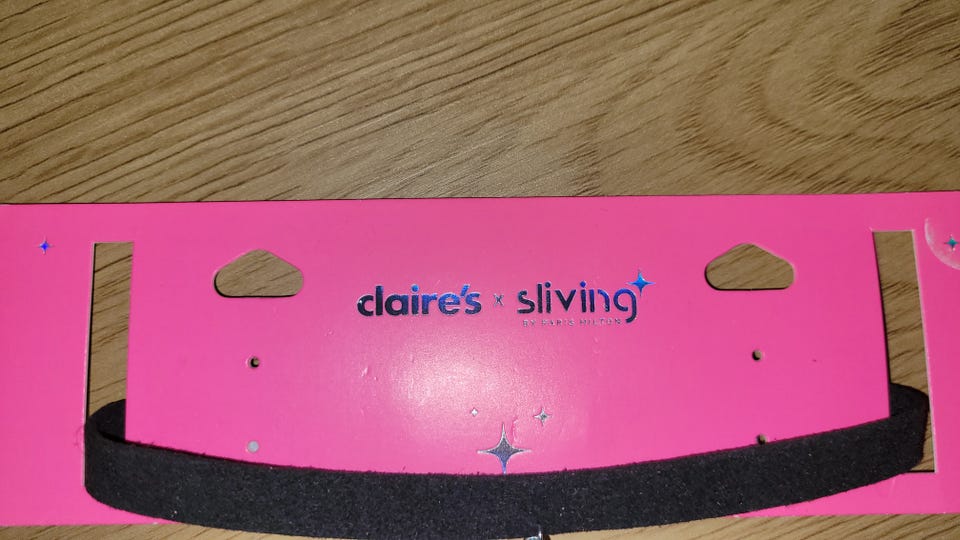 claire's x sliving
BY PARIS HILTON